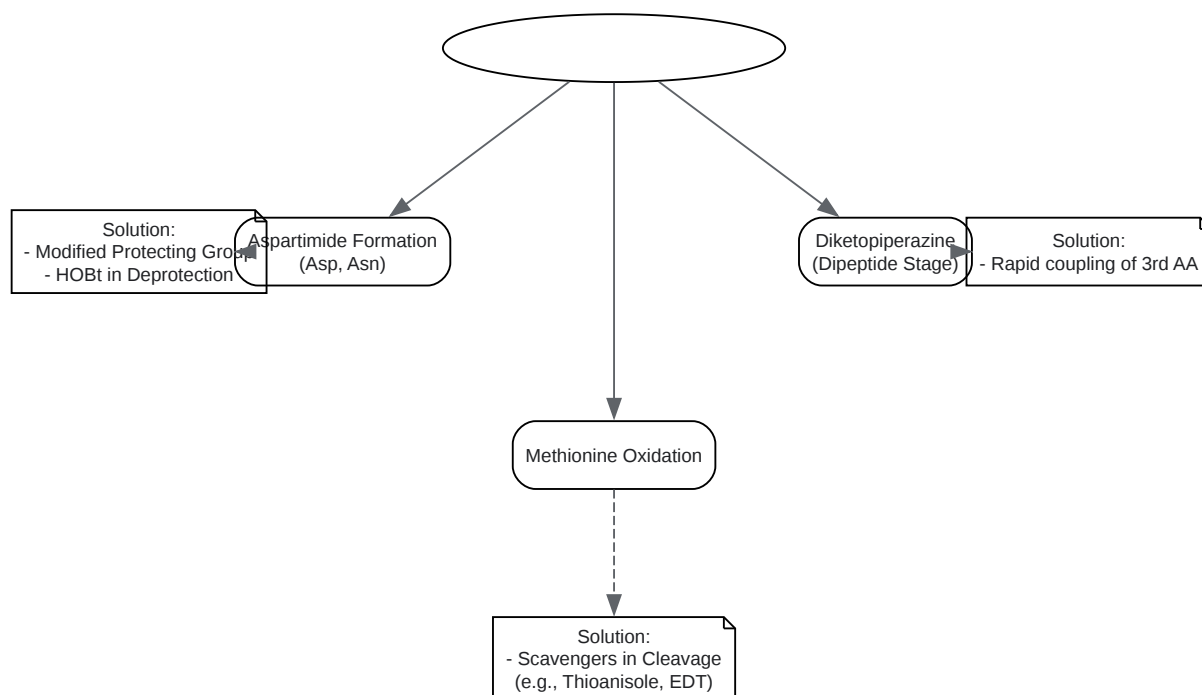 Solution:
- Modified Protecting Group
- HOBt in Deprotection
Aspartimide Formation
(Asp, Asn)
Diketopiperazine
(Dipeptide Stage)
Solution:
- Rapid coupling of 3rd AA
Methionine Oxidation
Solution:
- Scavengers in Cleavage
(e.g., Thioanisole, EDT)